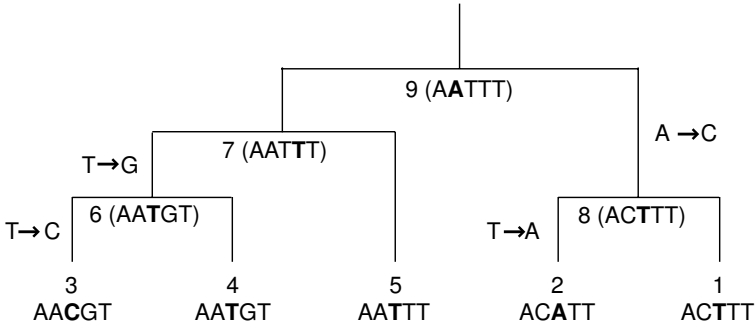 9 (AATTT)
A →C
7 (AATTT)
T→G
6 (AATGT)
8 (ACTTT)
T→C
T→A
3 4 5 2 1
AACGT AATGT AATTT ACATT ACTTT